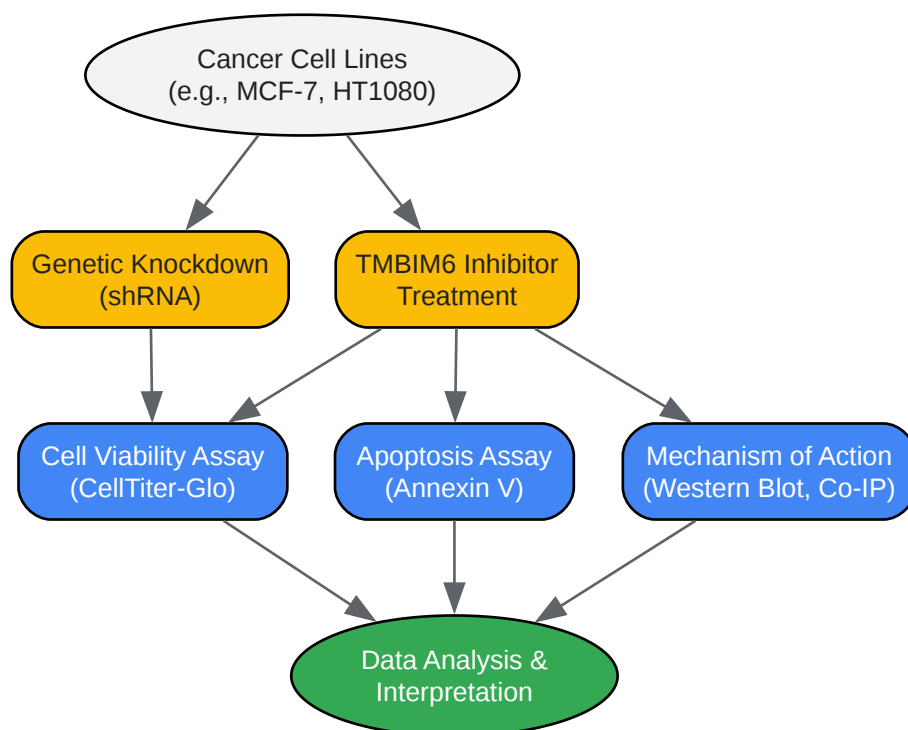 Cancer Cell Lines
(e.g., MCF-7, HT1080)
Genetic Knockdown
(shRNA)
TMBIM6 Inhibitor
Treatment
Cell Viability Assay
(CellTiter-Glo)
Apoptosis Assay
(Annexin V)
Mechanism of Action
(Western Blot, Co-IP)
Data Analysis &
Interpretation